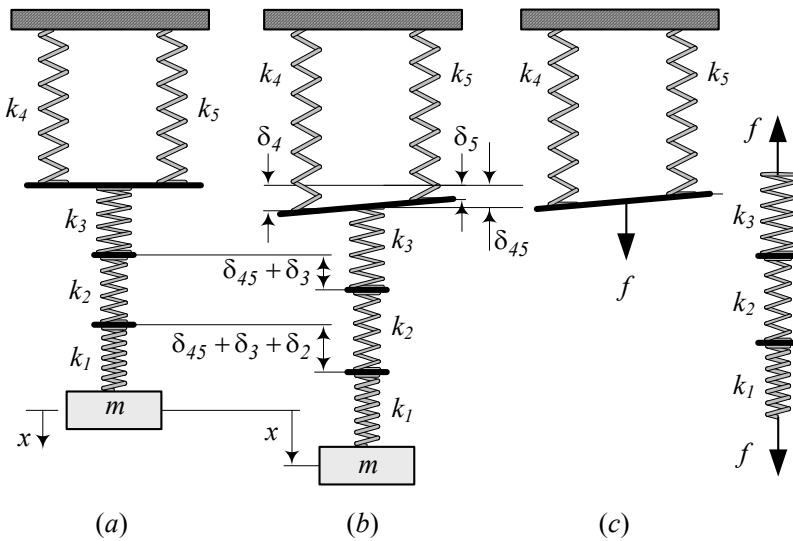 k₄
k₅
k₃
k₂
k₁
m
x
k₄
k₅
δ₄
δ₅
δ₄₅
k₃
δ₄₅ + δ₃
k₂
δ₄₅ + δ₃ + δ₂
k₁
x
m
k₄
k₅
f
f
k₃
k₂
k₁
f
(a)
(b)
(c)